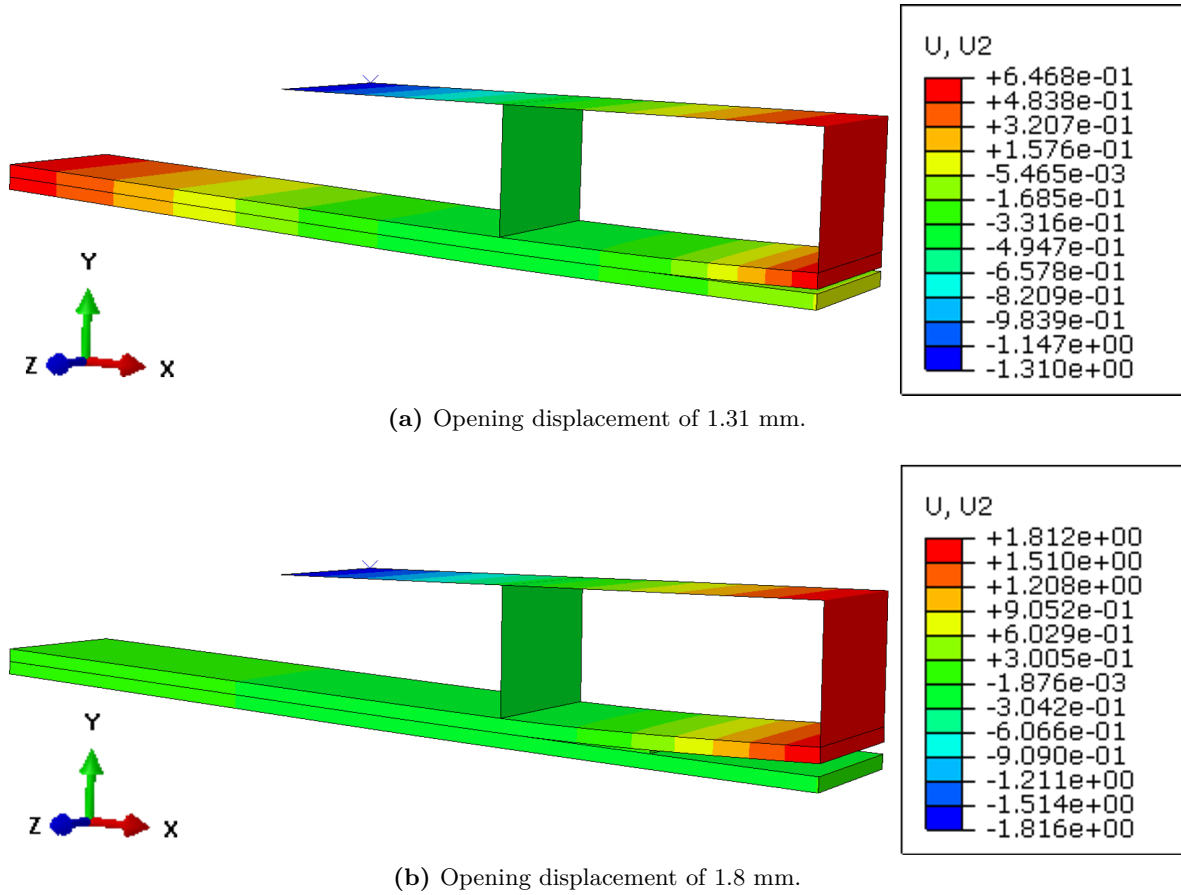 U, U2
+6.468e-01
+4.838e-01
+3.207e-01
+1.576e-01
-5.465e-03
-1.685e-01
-3.316e-01
-4.947e-01
-6.578e-01
-8.209e-01
-9.839e-01
-1.147e+00
-1.310e+00
Y
Z
X
(a) Opening displacement of 1.31 mm.
U, U2
+1.812e+00
+1.510e+00
+1.208e+00
+9.052e-01
+6.029e-01
+3.005e-01
-1.876e-03
-3.042e-01
-6.066e-01
-9.090e-01
-1.211e+00
-1.514e+00
-1.816e+00
Y
Z
X
(b) Opening displacement of 1.8 mm.